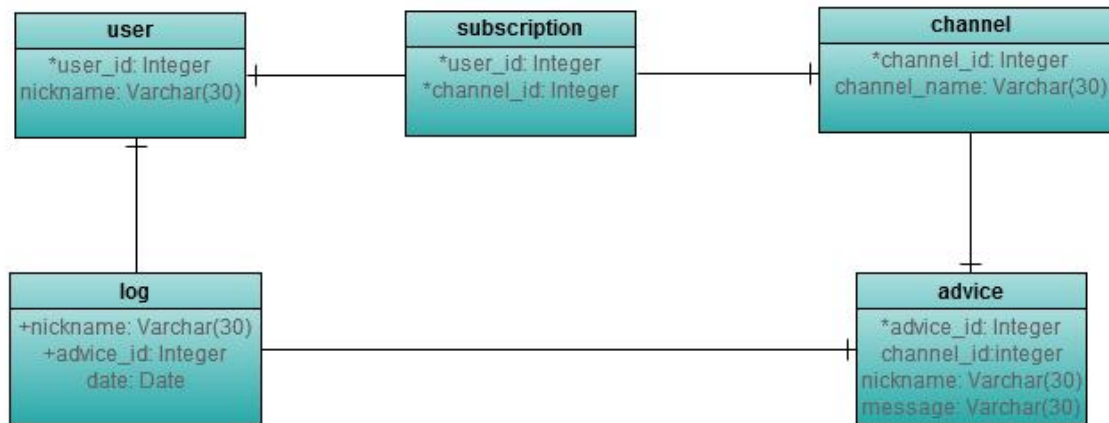 user
*user_id: Integer
nickname: Varchar(30)
subscription
*user_id: Integer
*channel_id: Integer
channel
*channel_id: Integer
channel_name: Varchar(30)
log
+nickname: Varchar(30)
+advice_id: Integer
date: Date
advice
*advice_id: Integer
channel_id:integer
nickname: Varchar(30)
message: Varchar(30)